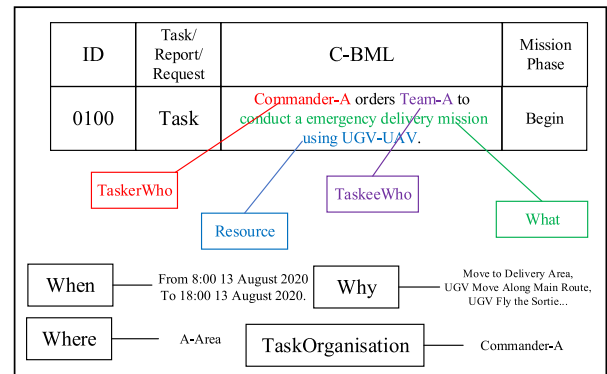 ID
Task/
Report/
Request
C-BML
Mission
Phase
0100
Task
Commander-A orders Team-A to
conduct a emergency delivery mission
using UGV-UAV.
Begin
TaskerWho
TaskeeWho
Resource
What
When
From 8:00 13 August 2020
To 18:00 13 August 2020.
Why
Move to Delivery Area,
UGV Move Along Main Route,
UGV Fly the Sortie...
Where
A-Area
TaskOrganisation
Commander-A